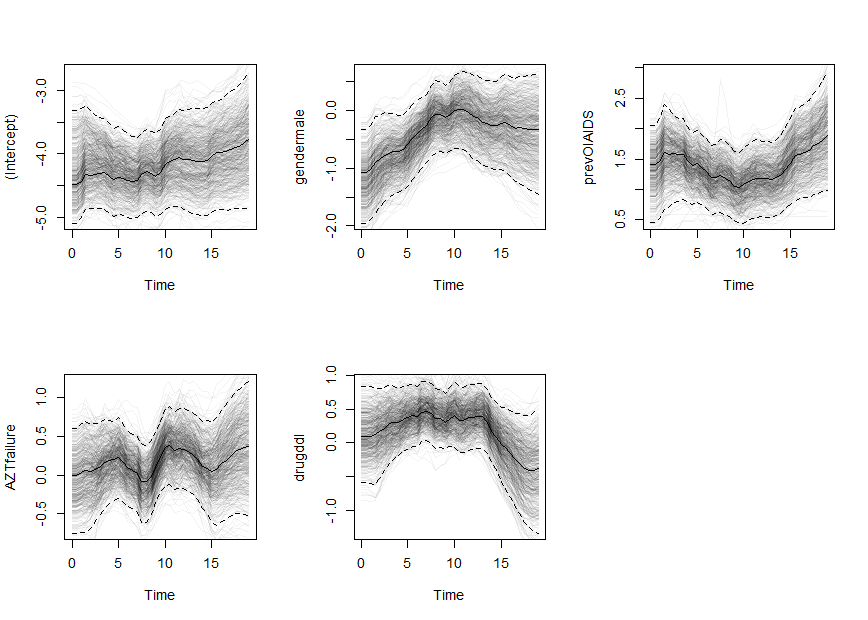 (Intercept)
-3.0
-4.0
-5.0
0 5 10 15
Time
gendermale
0.0
-1.0
-2.0
0 5 10 15
Time
prevOIAIDS
2.5
1.5
0.5
0 5 10 15
Time
AZTfailure
1.0
0.5
0.0
-0.5
0 5 10 15
Time
drugddI
1.0
0.5
0.0
-1.0
0 5 10 15
Time